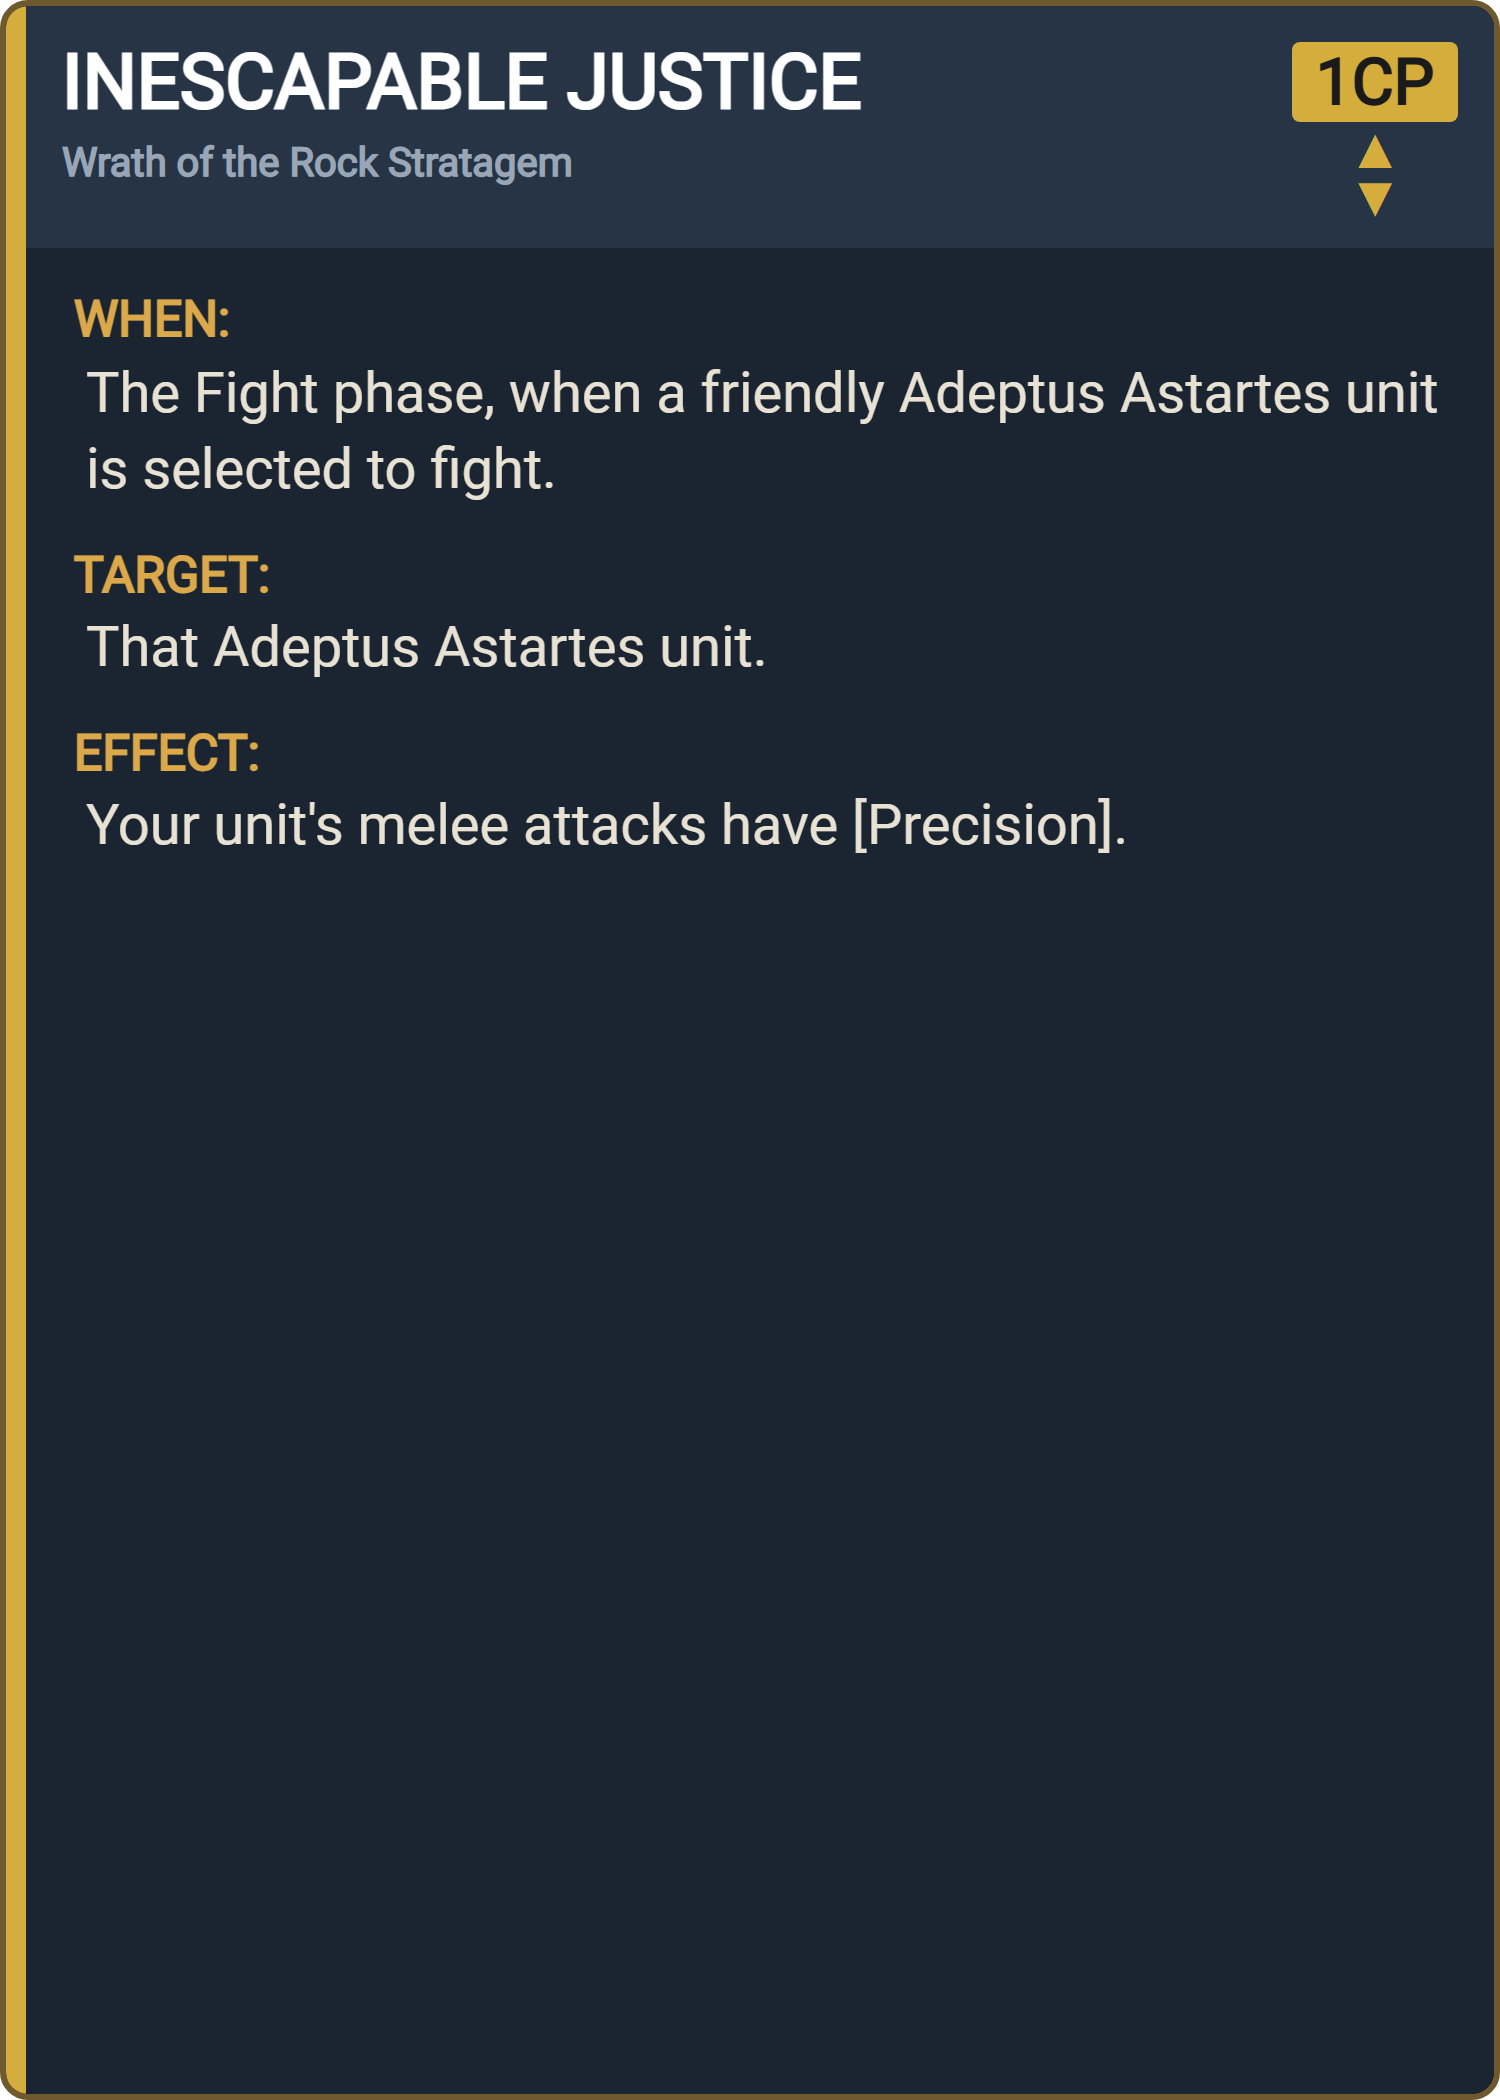 INESCAPABLE JUSTICE
1CP
Wrath of the Rock Stratagem
▲
▼
WHEN:
The Fight phase, when a friendly Adeptus Astartes unit
is selected to fight.
TARGET:
That Adeptus Astartes unit.
EFFECT:
Your unit's melee attacks have [Precision].